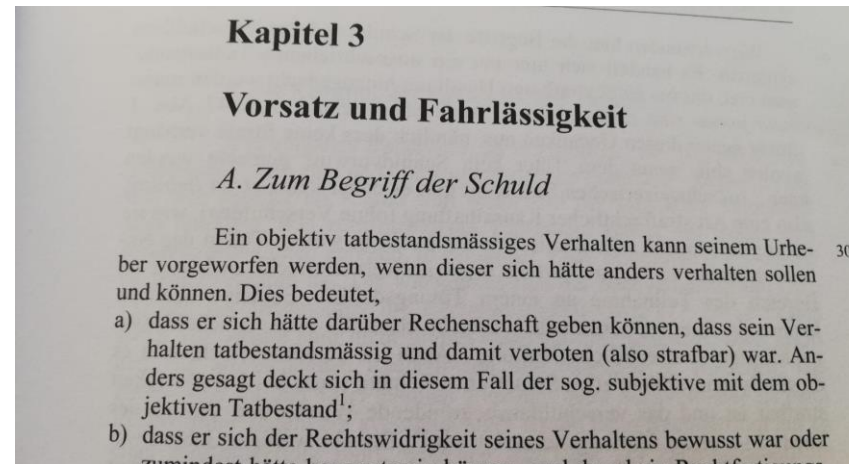 Kapitel 3
Vorsatz und Fahrlässigkeit
A. Zum Begriff der Schuld
Ein objektiv tatbestandsmässiges Verhalten kann seinem Urhe-
ber vorgeworfen werden, wenn dieser sich hätte anders verhalten sollen
und können. Dies bedeutet,
a) dass er sich hätte darüber Rechenschaft geben können, dass sein Ver-
halten tatbestandsmässig und damit verboten (also strafbar) war. An-
ders gesagt deckt sich in diesem Fall der sog. subjektive mit dem ob-
jektiven Tatbestand¹;
b) dass er sich der Rechtswidrigkeit seines Verhaltens bewusst war oder